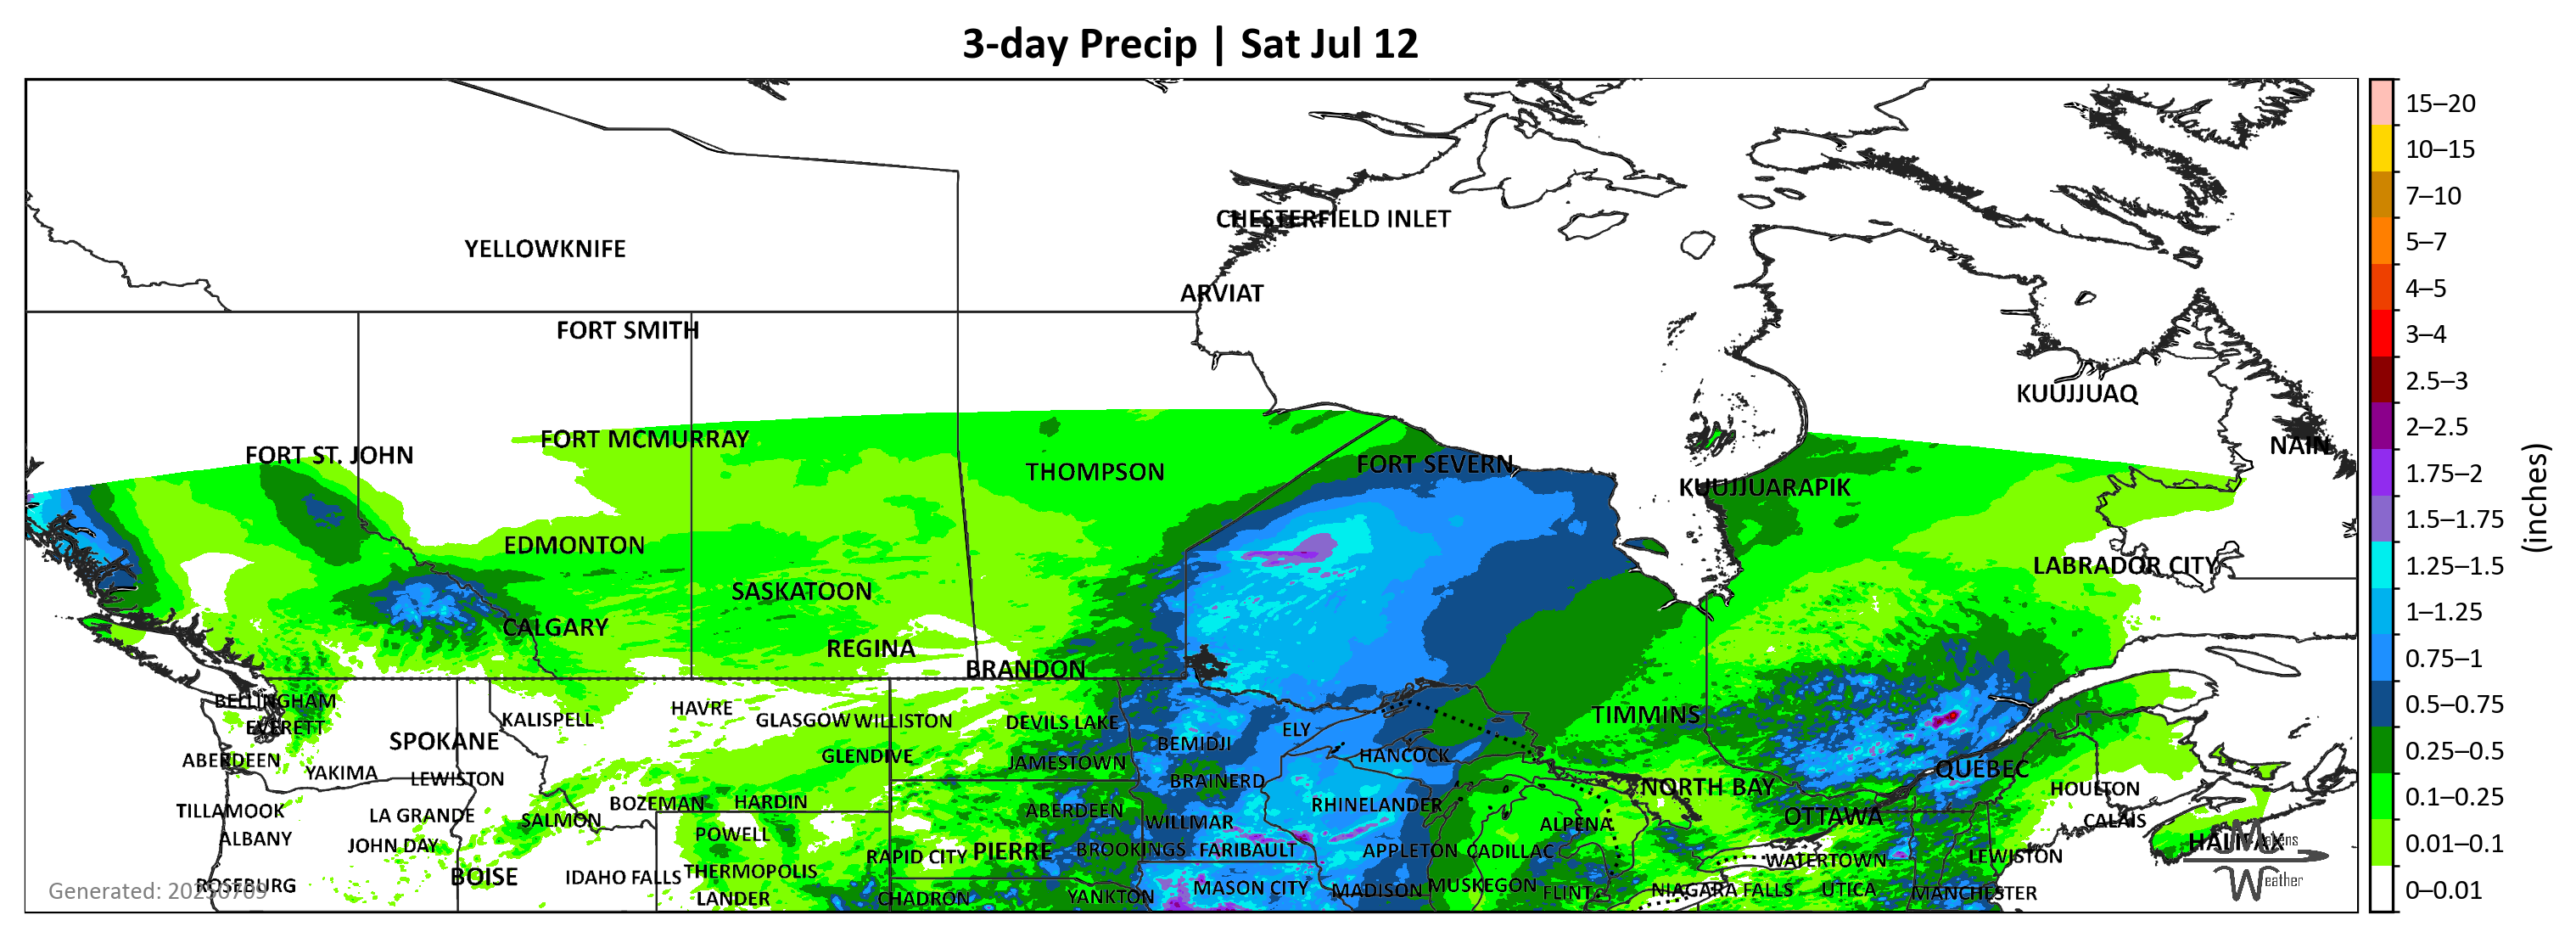 3-day Precip | Sat Jul 12
CHESTERFIELD INLET
YELLOWKNIFE
ARVIAT
FORT SMITH
KUUJJUAQ
FORT MCMURRAY
NAIN
FORT ST. JOHN
FORT SEVERN
THOMPSON
KUUJJUARAPIK
EDMONTON
LABRADOR CITY
SASKATOON
CALGARY
REGINA
BRANDON
BELLINGHAM
HAVRE
TIMMINS
KALISPELL
GLASGOW WILLISTON
DEVILS LAKE
EVERETT
ELY
SPOKANE
BEMIDJI
HANCOCK
GLENDIVE
ABERDEEN
JAMESTOWN
QUÉBEC
YAKIMA
LEWISTON
BRAINERD
NORTH BAY
HOULTON
BOZEMAN
HARDIN
RHINELANDER
TILLAMOOK
LA GRANDE
ABERDEEN
OTTAWA
SALMON
WILLMAR
CALAIS
ALPENA
POWELL
ALBANY
JOHN DAY
HALIFAX
RAPID CITY
PIERRE
BROOKINGS
FARIBAULT
APPLETON
CADILLAC
LEWISTON
WATERTOWN
BOISE
IDAHO FALLS
THERMOPOLIS
ROSEBURG
MASON CITY
MADISON
MUSKEGON
FLINT
NIAGARA FALLS
UTICA
MANCHESTER
LANDER
CHADRON
YANKTON
Generated: 20250709
Weather
15–20
10–15
7–10
5–7
4–5
3–4
2.5–3
2–2.5
1.75–2
1.5–1.75
1.25–1.5
1–1.25
0.75–1
0.5–0.75
0.25–0.5
0.1–0.25
0.01–0.1
0–0.01
(inches)